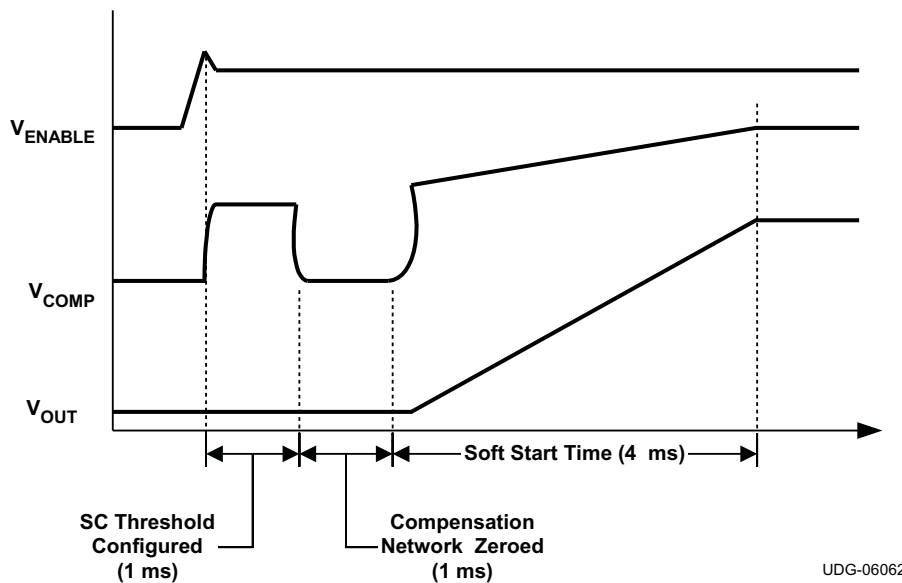 VENABLE
VCOMP
VOUT
Soft Start Time (4 ms)
SC Threshold
Configured
(1 ms)
Compensation
Network Zeroed
(1 ms)
UDG-06062